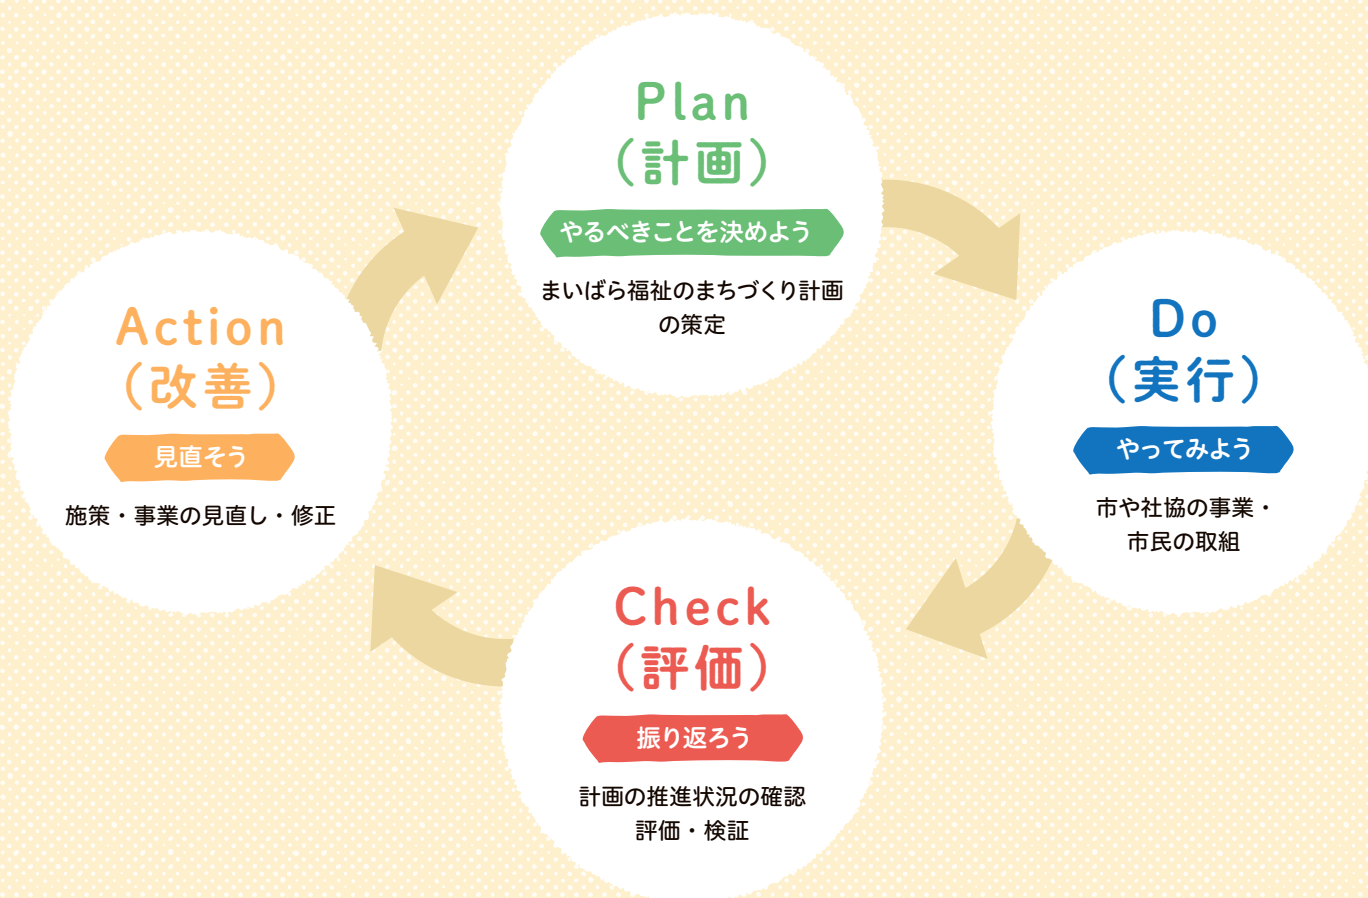 Plan
（計画）
やるべきことを決めよう
まいばら福祉のまちづくり計画
の策定
Do
（実行）
やってみよう
市や社協の事業・
市民の取組
Check
（評価）
振り返ろう
計画の推進状況の確認
評価・検証
Action
（改善）
見直そう
施策・事業の見直し・修正